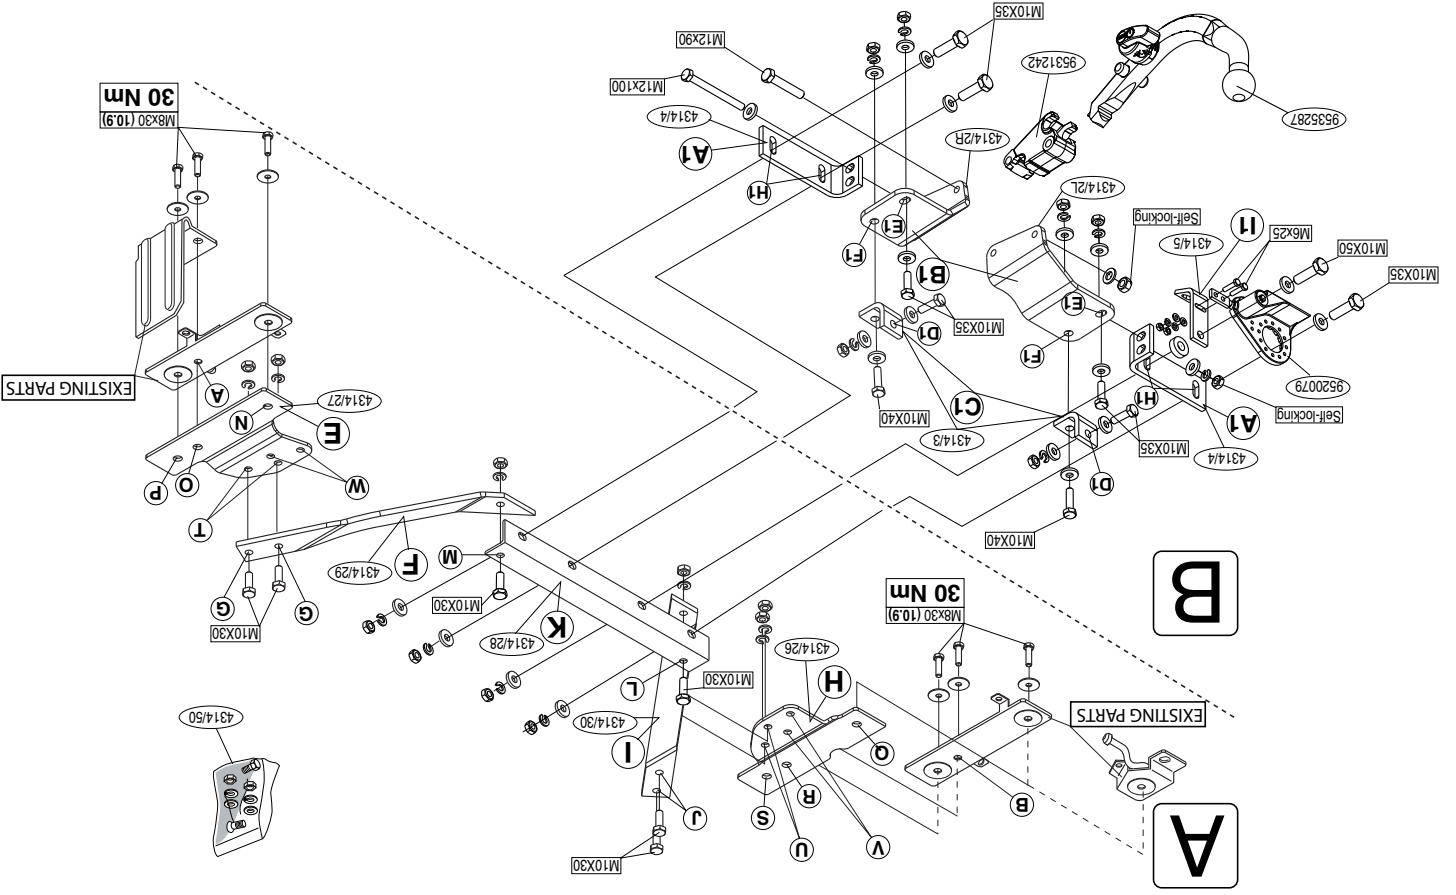 M10X30
V
U
A
J
S
B
R
Q
I
EXISTING PARTS
4314/30
4314/50
H
L
M10X30
4314/26
4314/28
K
M8x30 (10.9)
30 Nm
M10X30
G
G
M10X30
B
4314/29
F
M
M10X40
T
P
O
W
D1
4314/4
M10X35
4314/3
E
N
A1
Self-locking
M10X40
C1
4314/27
H1
A
9520079
EXISTING PARTS
F1
D1
M10X35
E1
M10X35
B1
F1
M10X50
4314/5
M6x25
I1
E1
Self-locking
4314/2L
H1
A1
4314/2R
9535287
4314/4
M8x30 (10.9)
30 Nm
M12x100
9531242
M12x90
M10X35